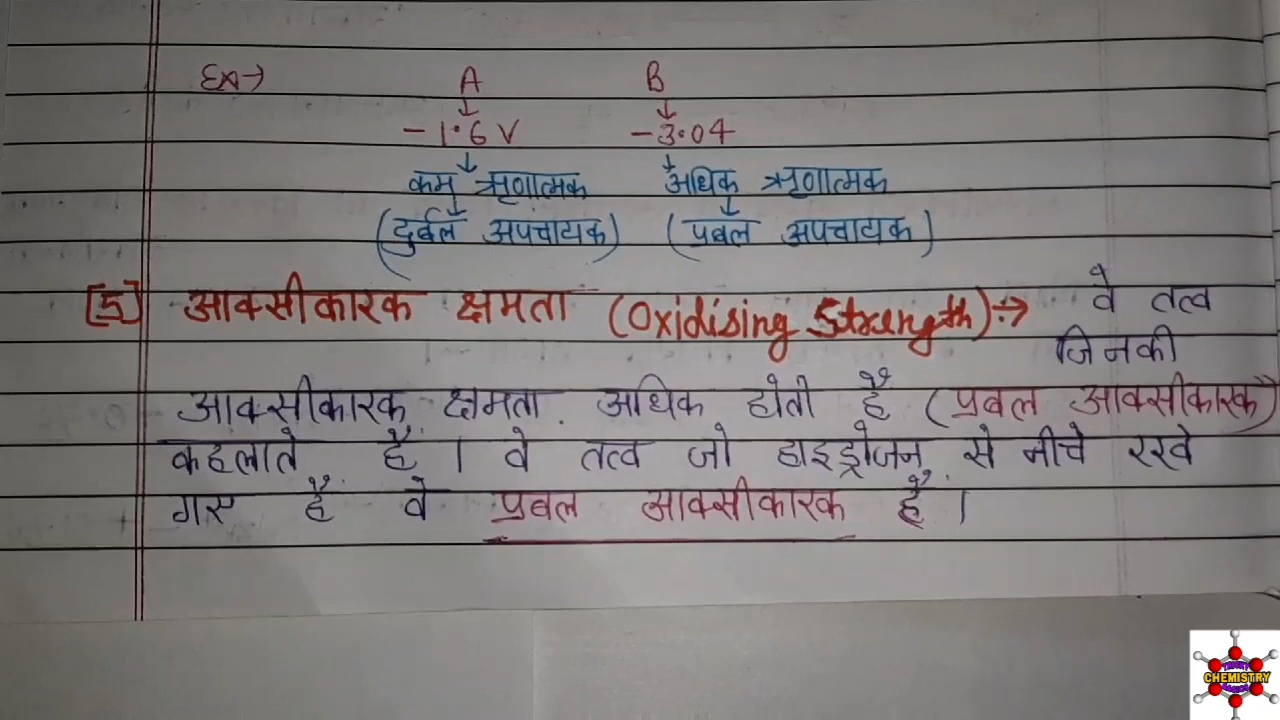 Ex→ A B
↓ ↓
-1.6 V -3.04
↓ ↓
कम ऋणात्मक अधिक ऋणात्मक
↓ ↓
(दुर्बल अपचायक) (प्रबल अपचायक)
[5] आक्सीकारक क्षमता (Oxidising Strength):→ वे तत्व
जिनकी
आक्सीकारक क्षमता अधिक होती हैं (प्रबल आक्सीकारक)
कहलाते हैं । वे तत्व जो हाइड्रोजन से नीचे रखे
गए हैं वे प्रबल आक्सीकारक हैं ।
CHEMISTRY